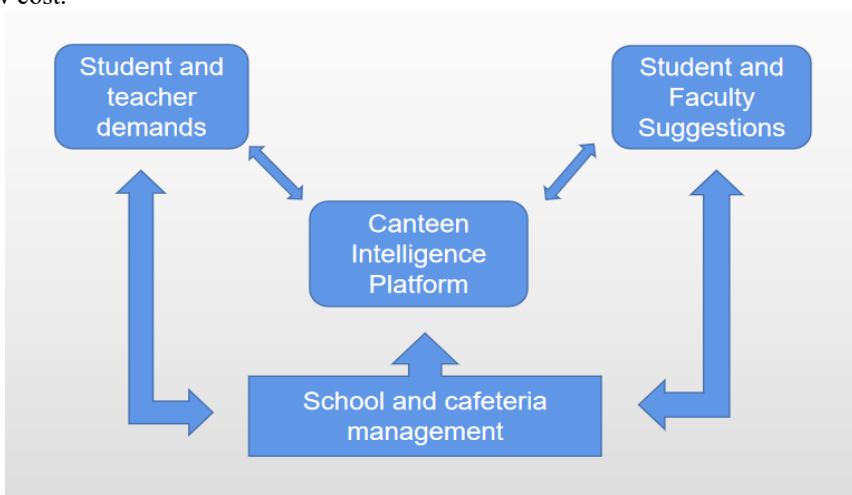 Student and
teacher
demands
Student and
Faculty
Suggestions
Canteen
Intelligence
Platform
School and cafeteria
management